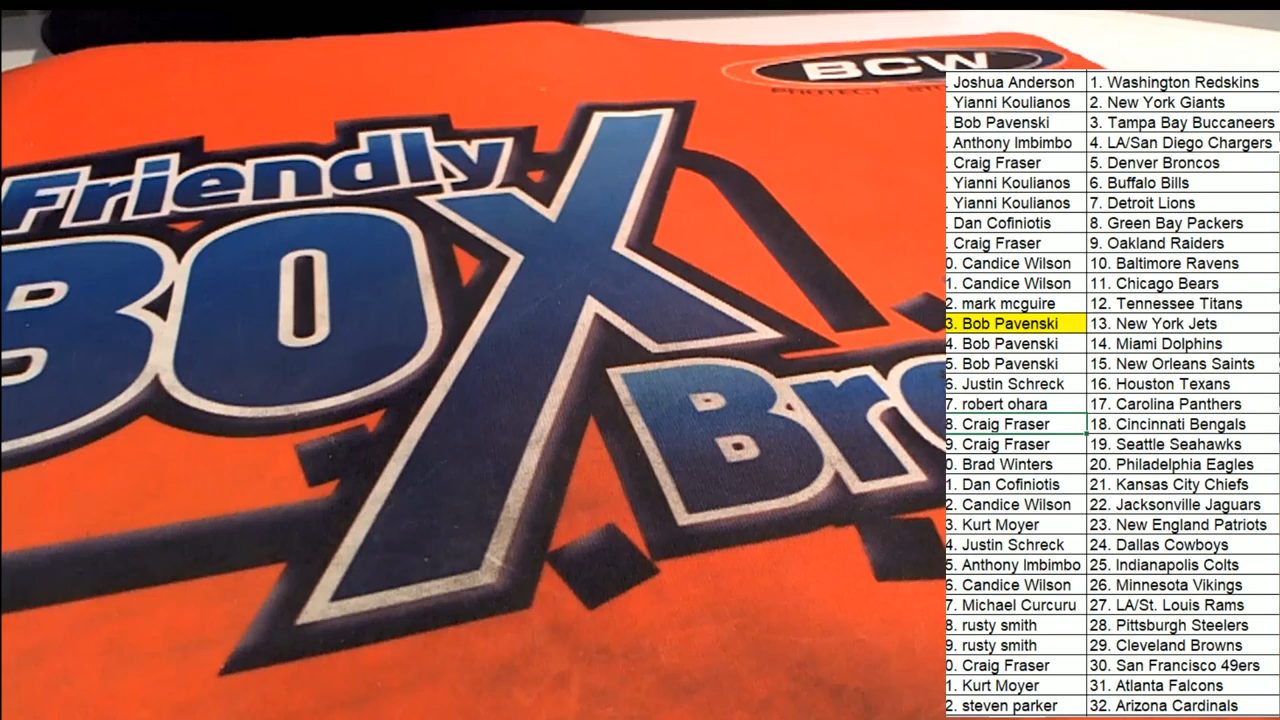 BCW
PROTECT
Friendly
BOX
Bre
. Joshua Anderson 1. Washington Redskins
. Yianni Koulianos 2. New York Giants
. Bob Pavenski 3. Tampa Bay Buccaneers
. Anthony Imbimbo 4. LA/San Diego Chargers
. Craig Fraser 5. Denver Broncos
. Yianni Koulianos 6. Buffalo Bills
. Yianni Koulianos 7. Detroit Lions
. Dan Cofiniotis 8. Green Bay Packers
. Craig Fraser 9. Oakland Raiders
0. Candice Wilson 10. Baltimore Ravens
1. Candice Wilson 11. Chicago Bears
2. mark mcguire 12. Tennessee Titans
3. Bob Pavenski 13. New York Jets
4. Bob Pavenski 14. Miami Dolphins
5. Bob Pavenski 15. New Orleans Saints
6. Justin Schreck 16. Houston Texans
7. robert ohara 17. Carolina Panthers
8. Craig Fraser 18. Cincinnati Bengals
9. Craig Fraser 19. Seattle Seahawks
0. Brad Winters 20. Philadelphia Eagles
1. Dan Cofiniotis 21. Kansas City Chiefs
2. Candice Wilson 22. Jacksonville Jaguars
3. Kurt Moyer 23. New England Patriots
4. Justin Schreck 24. Dallas Cowboys
5. Anthony Imbimbo 25. Indianapolis Colts
6. Candice Wilson 26. Minnesota Vikings
7. Michael Curcuru 27. LA/St. Louis Rams
8. rusty smith 28. Pittsburgh Steelers
9. rusty smith 29. Cleveland Browns
0. Craig Fraser 30. San Francisco 49ers
1. Kurt Moyer 31. Atlanta Falcons
2. steven parker 32. Arizona Cardinals